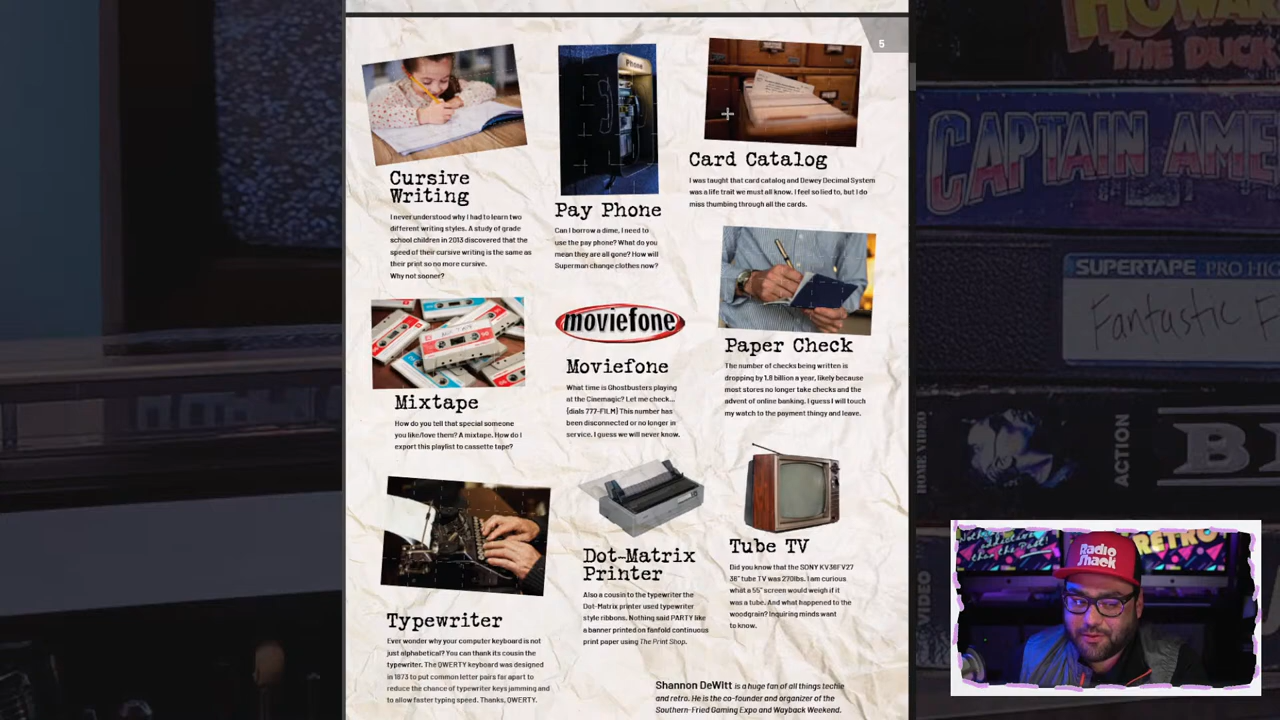 5
Cursive
Writing
I never understood why I had to learn two
different writing styles. A study of grade
school children in 2013 discovered that the
speed of their cursive writing is the same as
their print so no more cursive.
Why not sooner?
Phone
Pay Phone
Can I borrow a dime, I need to
use the pay phone? What do you
mean they are all gone? How will
Superman change clothes now?
Card Catalog
I was taught that card catalog and Dewey Decimal System
was a life trait we must all know. I feel so lied to, but I do
miss thumbing through all the cards.
Mixtape
How do you tell that special someone
you like/love them? A mixtape. How do I
export this playlist to cassette tape?
moviefone
Moviefone
What time is Ghostbusters playing
at the Cinemagic? Let me check...
(dials 777-FILM) This number has
been disconnected or no longer in
service. I guess we will never know.
Paper Check
The number of checks being written is
dropping by 1.8 billion a year, likely because
most stores no longer take checks and the
advent of online banking. I guess I will touch
my watch to the payment thingy and leave.
Typewriter
Ever wonder why your computer keyboard is not
just alphabetical? You can thank its cousin the
typewriter. The QWERTY keyboard was designed
in 1873 to put common letter pairs far apart to
reduce the chance of typewriter keys jamming and
to allow faster typing speed. Thanks, QWERTY.
Dot-Matrix
Printer
Also a cousin to the typewriter the
Dot-Matrix printer used typewriter
style ribbons. Nothing said PARTY like
a banner printed on fanfold continuous
print paper using The Print Shop.
Tube TV
Did you know that the SONY KV36FV27
36" tube TV was 270lbs. I am curious
what a 55" screen would weigh if it
was a tube. And what happened to the
woodgrain? Inquiring minds want
to know.
Shannon DeWitt is a huge fan of all things techie
and retro. He is the co-founder and organizer of the
Southern-Fried Gaming Expo and Wayback Weekend.
HOWA
THE DUCK
CAPTAIN AME
SUPERTAPE PRO HIG
Fantastic F
HOME VIDEO
ACTION
VIDEO
than the Past!
RETRO
Radio
Shack